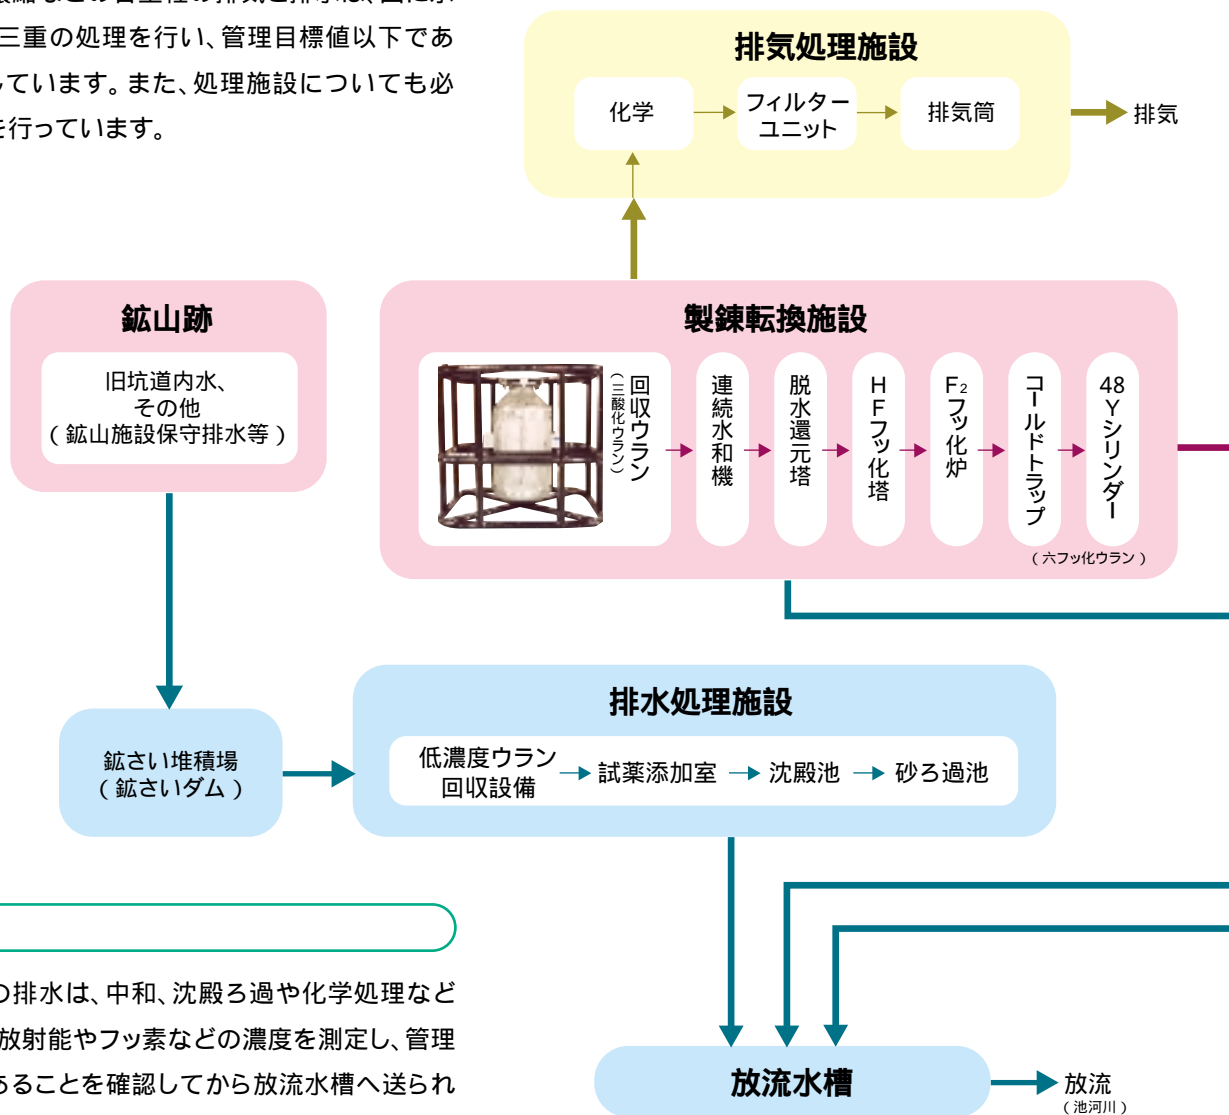 三重の処理を行い、管理目標値以下であ
しています。また、処理施設についても必
を行っています。
排気処理施設
化学
フィルター
ユニット
排気筒
排気
鉱山跡
旧坑道内水、
その他
(鉱山施設保守排水等)
製錬転換施設
回収ウラン
(三酸化ウラン)
連続水和機
脱水還元塔
HFフッ化塔
F2フッ化炉
コールドトラップ
48Yシリンダー
(六フッ化ウラン)
鉱さい堆積場
(鉱さいダム)
排水処理施設
低濃度ウラン
回収設備
試薬添加室
沈殿池
砂ろ過池
の排水は、中和、沈殿ろ過や化学処理など
放射能やフッ素などの濃度を測定し、管理
あることを確認してから放流水槽へ送られ
放流水槽
放流
(池河川)